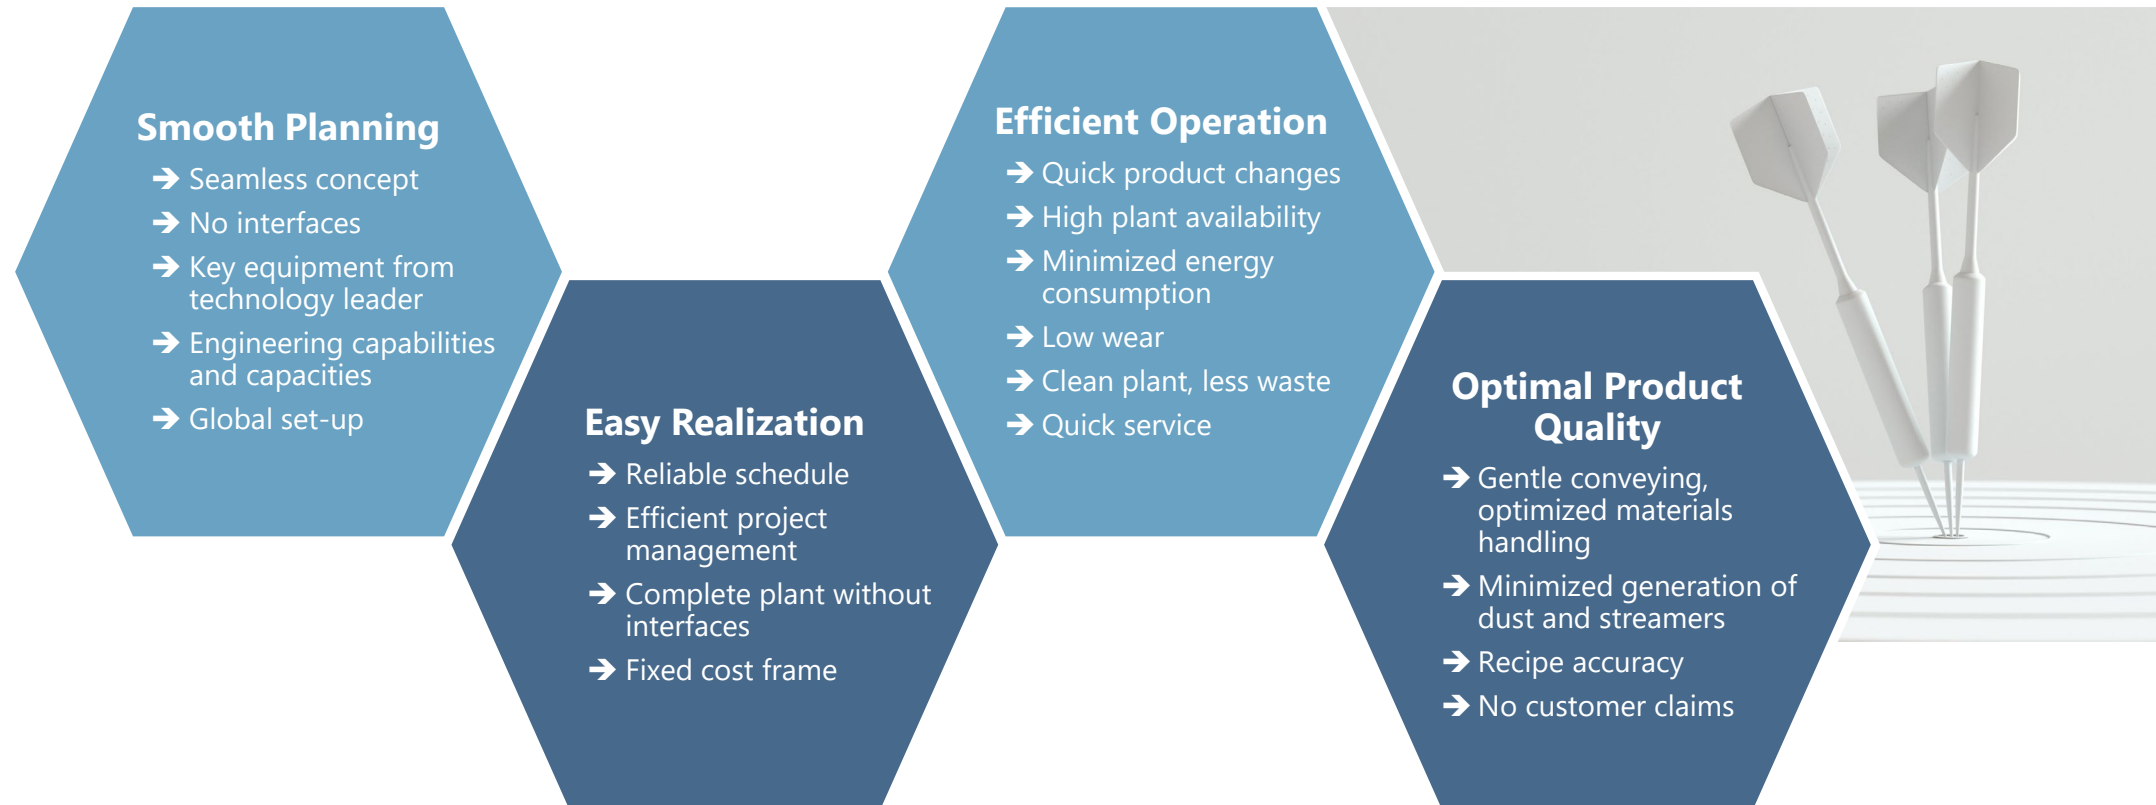 Smooth Planning
➔ Seamless concept
➔ No interfaces
➔ Key equipment from
technology leader
➔ Engineering capabilities
and capacities
➔ Global set-up
Easy Realization
➔ Reliable schedule
➔ Efficient project
management
➔ Complete plant without
interfaces
➔ Fixed cost frame
Efficient Operation
➔ Quick product changes
➔ High plant availability
➔ Minimized energy
consumption
➔ Low wear
➔ Clean plant, less waste
➔ Quick service
Optimal Product
Quality
➔ Gentle conveying,
optimized materials
handling
➔ Minimized generation of
dust and streamers
➔ Recipe accuracy
➔ No customer claims